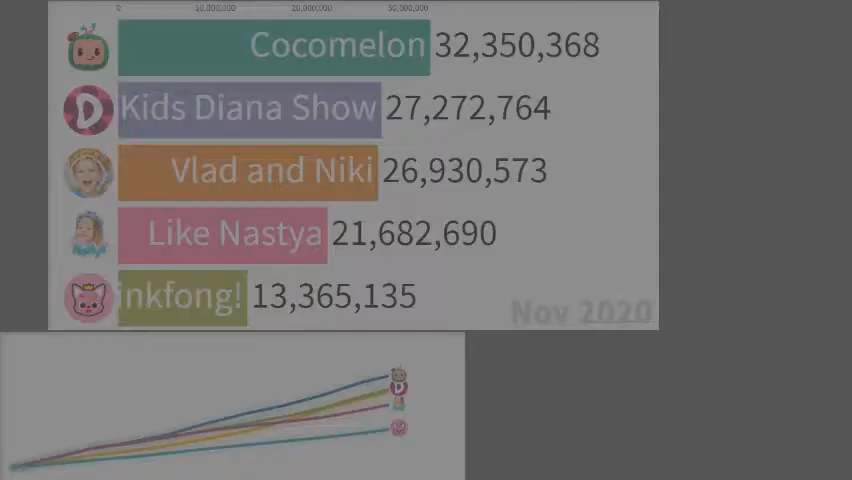 0 10,000,000 20,000,000 30,000,000
Cocomelon 32,350,368
Kids Diana Show 27,272,764
Vlad and Niki 26,930,573
Like Nastya 21,682,690
inkfong! 13,365,135
Nov 2020